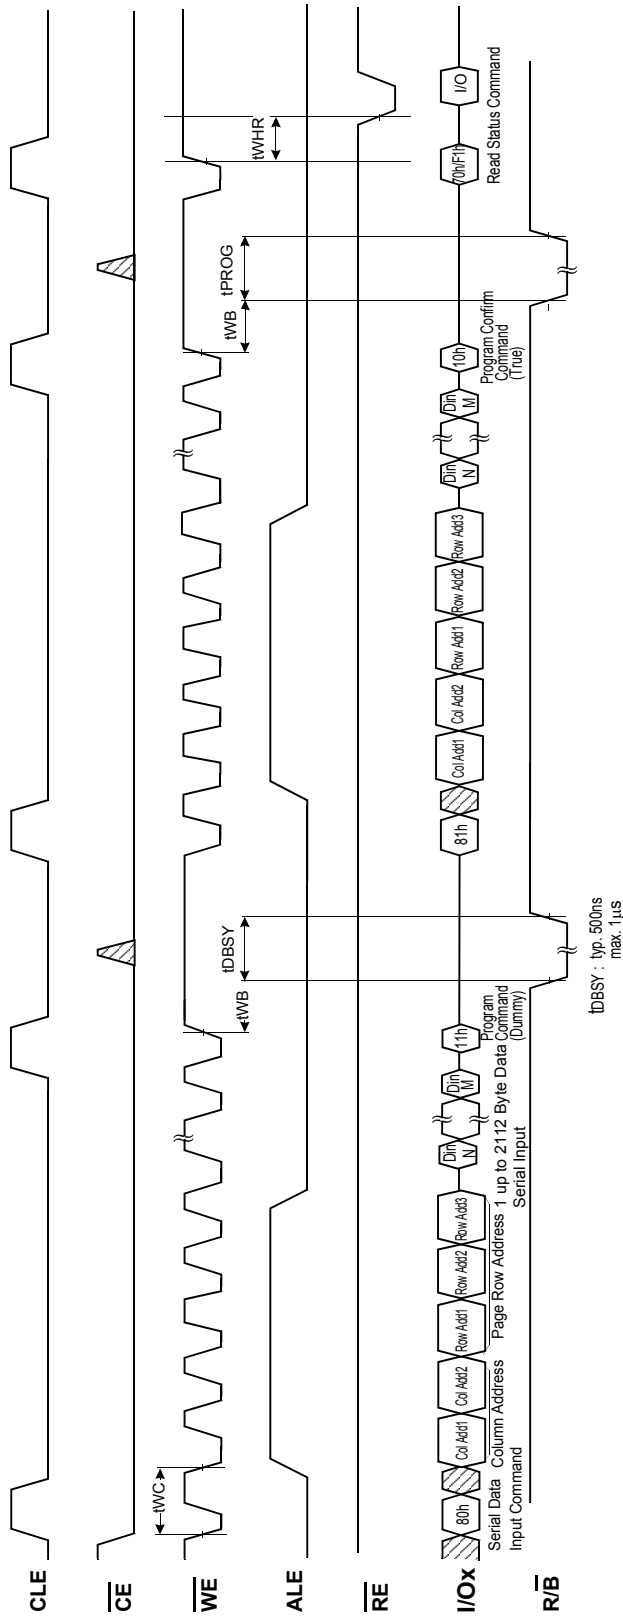 CLE
CE
WE
tWC
tWB
tDBSY
tWB
tPROG
tWHR
ALE
RE
I/Ox
80h
Col Add1
Col Add2
Row Add1
Row Add2
Row Add3
Din
N
Din
M
11h
81h
Col Add1
Col Add2
Row Add1
Row Add2
Row Add3
Din
N
Din
M
10h
70h/F1h
I/O
Serial Data
Input Command
Column Address
Page Row Address
1 up to 2112 Byte Data
Serial Input
Program
Command
(Dummy)
Program Confirm
Command
(True)
Read Status Command
R/B
tDBSY : typ. 500ns
max. 1µs